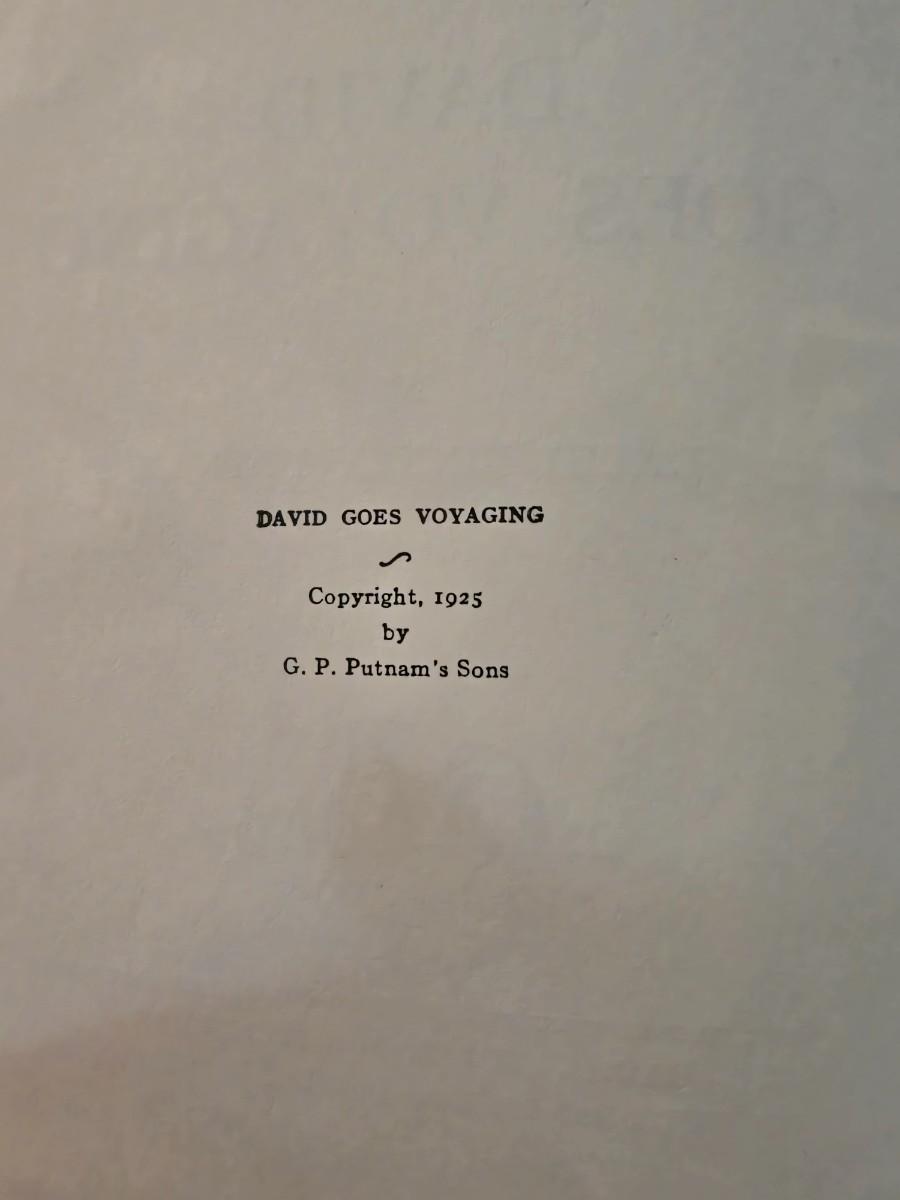 DAVID GOES VOYAGING
Copyright, 1925
by
G. P. Putnam's Sons